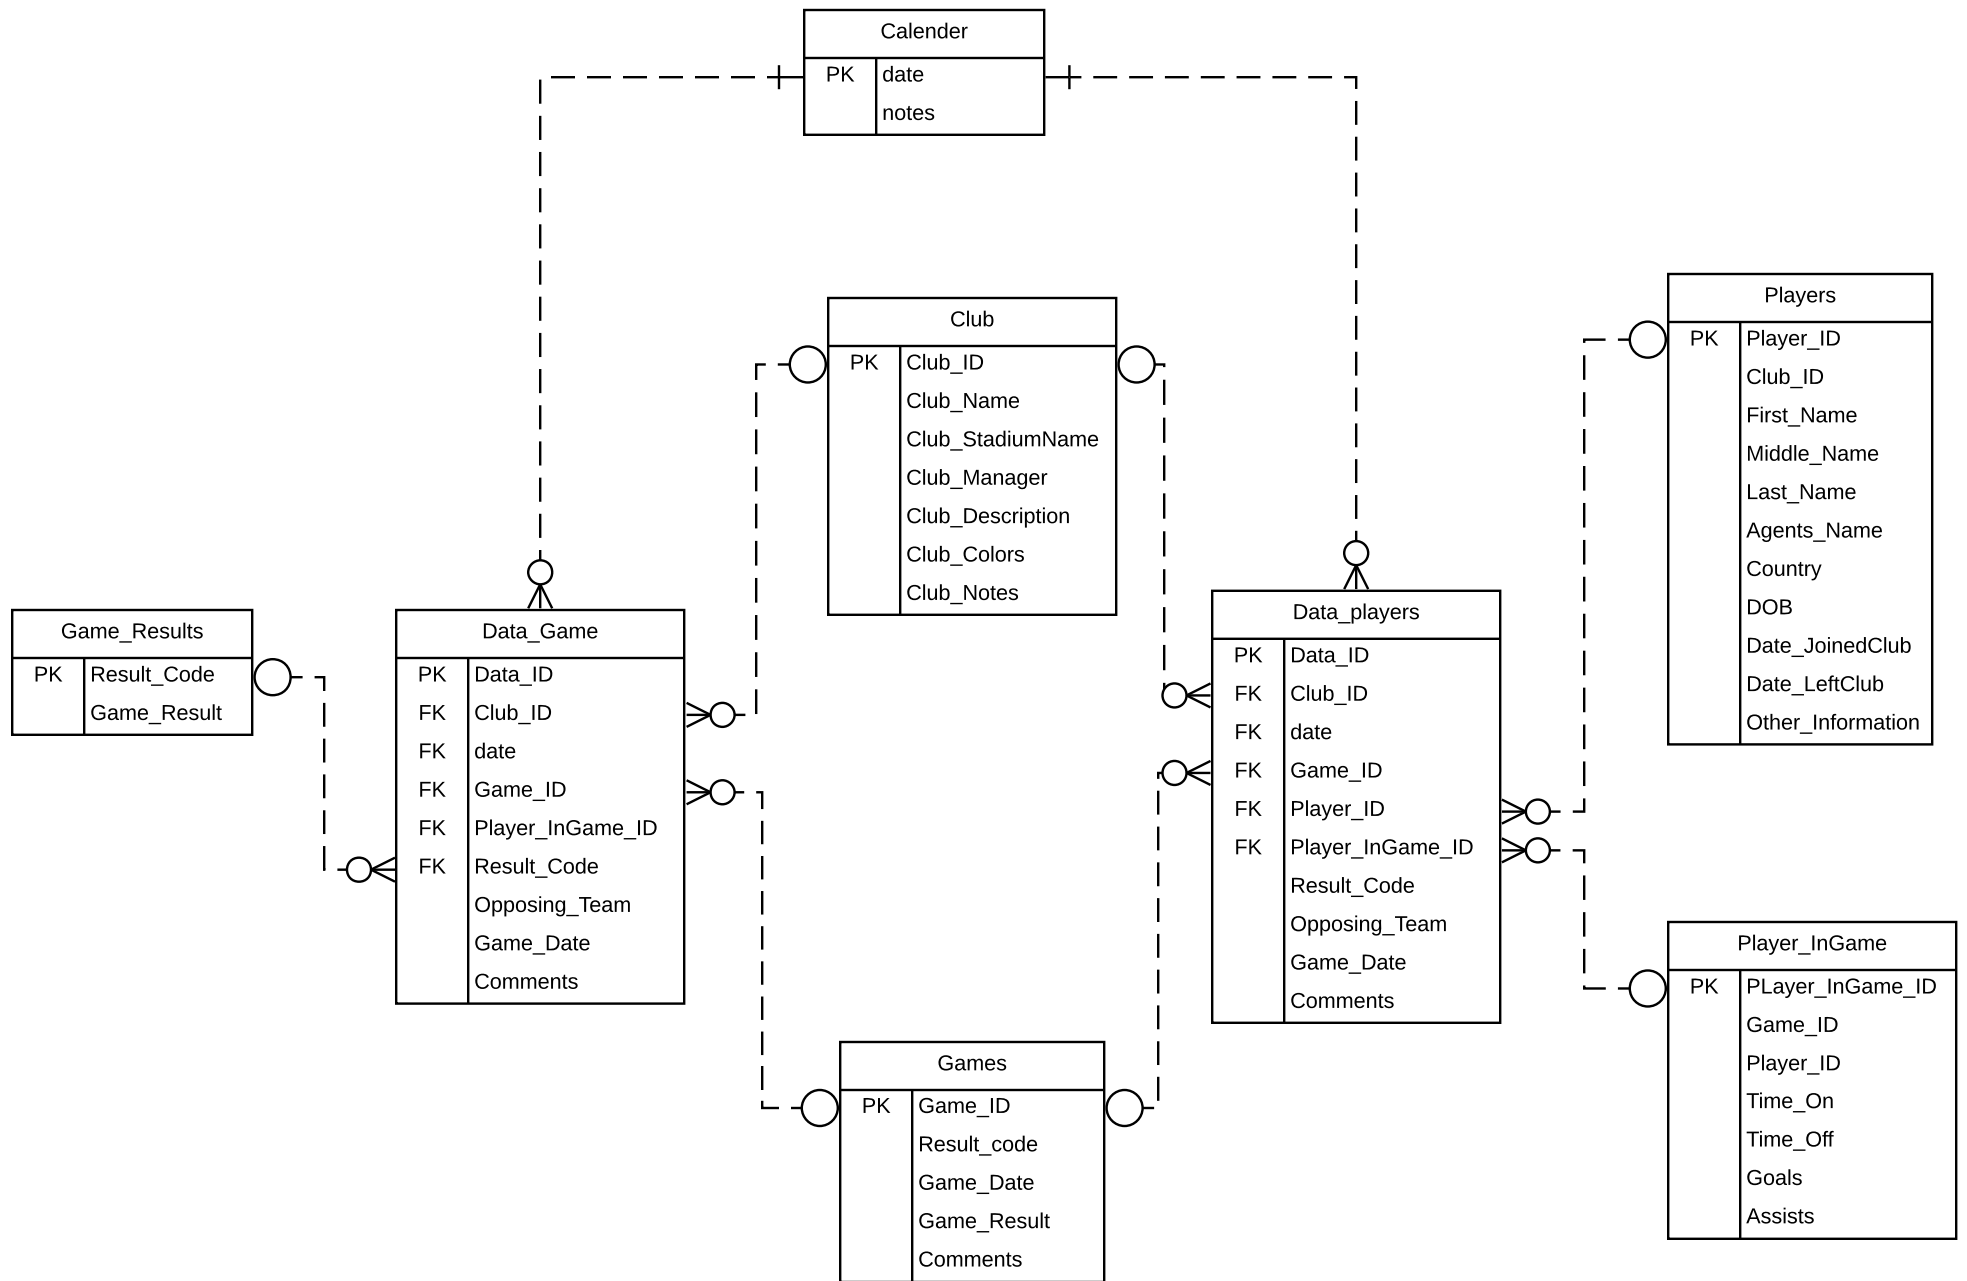 Calender
PK date
notes
Club
PK Club_ID
Club_Name
Club_StadiumName
Club_Manager
Club_Description
Club_Colors
Club_Notes
Players
PK Player_ID
Club_ID
First_Name
Middle_Name
Last_Name
Agents_Name
Country
DOB
Date_JoinedClub
Date_LeftClub
Other_Information
Game_Results
PK Result_Code
Game_Result
Data_Game
PK Data_ID
FK Club_ID
FK date
FK Game_ID
FK Player_InGame_ID
FK Result_Code
Opposing_Team
Game_Date
Comments
Data_players
PK Data_ID
FK Club_ID
FK date
FK Game_ID
FK Player_ID
FK Player_InGame_ID
Result_Code
Opposing_Team
Game_Date
Comments
Player_InGame
PK PLayer_InGame_ID
Game_ID
Player_ID
Time_On
Time_Off
Goals
Assists
Games
PK Game_ID
Result_code
Game_Date
Game_Result
Comments